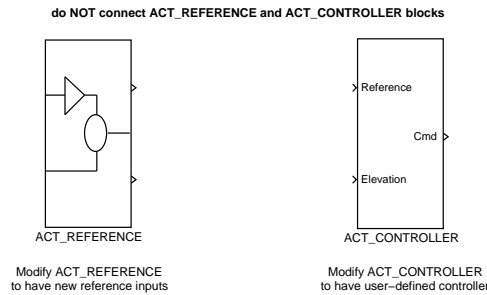 do NOT connect ACT_REFERENCE and ACT_CONTROLLER blocks
Reference
Cmd
Elevation
ACT_REFERENCE
ACT_CONTROLLER
Modify ACT_REFERENCE
to have new reference inputs
Modify ACT_CONTROLLER
to have user−defined controller